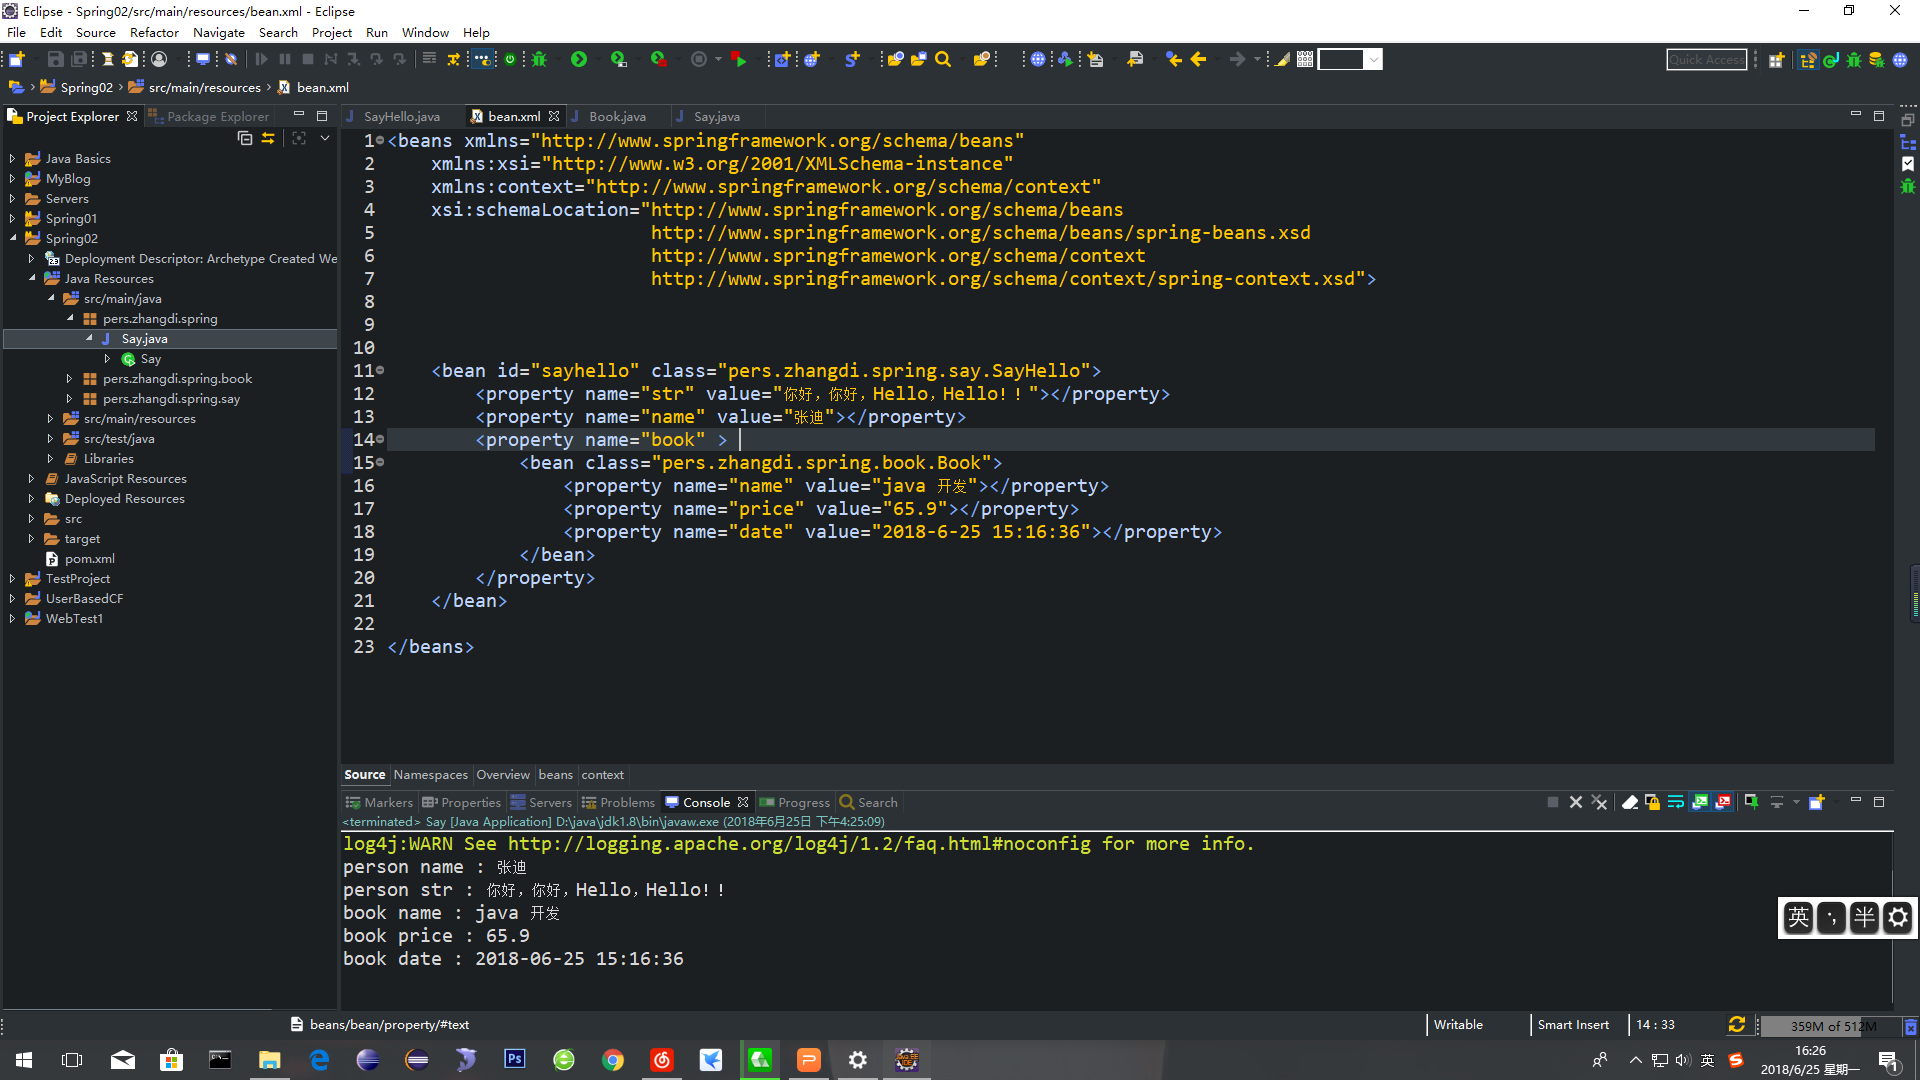 Eclipse - Spring02/src/main/resources/bean.xml - Eclipse
File Edit Source Refactor Navigate Search Project Run Window Help
Quick Access
Spring02 src/main/resources bean.xml
Project Explorer Package Explorer
Java Basics
MyBlog
Servers
Spring01
Spring02
Deployment Descriptor: Archetype Created We
Java Resources
src/main/java
pers.zhangdi.spring
Say.java
Say
pers.zhangdi.spring.book
pers.zhangdi.spring.say
src/main/resources
src/test/java
Libraries
JavaScript Resources
Deployed Resources
src
target
pom.xml
TestProject
UserBasedCF
WebTest1
SayHello.java bean.xml Book.java Say.java
1 <beans xmlns="http://www.springframework.org/schema/beans"
2 xmlns:xsi="http://www.w3.org/2001/XMLSchema-instance"
3 xmlns:context="http://www.springframework.org/schema/context"
4 xsi:schemaLocation="http://www.springframework.org/schema/beans
5 http://www.springframework.org/schema/beans/spring-beans.xsd
6 http://www.springframework.org/schema/context
7 http://www.springframework.org/schema/context/spring-context.xsd">
8
9
10
11 <bean id="sayhello" class="pers.zhangdi.spring.say.SayHello">
12 <property name="str" value="你好，你好，Hello，Hello！！"></property>
13 <property name="name" value="张迪"></property>
14 <property name="book" >
15 <bean class="pers.zhangdi.spring.book.Book">
16 <property name="name" value="java 开发"></property>
17 <property name="price" value="65.9"></property>
18 <property name="date" value="2018-6-25 15:16:36"></property>
19 </bean>
20 </property>
21 </bean>
22
23 </beans>
Source Namespaces Overview beans context
Markers Properties Servers Problems Console Progress Search
<terminated> Say [Java Application] D:\java\jdk1.8\bin\javaw.exe (2018年6月25日 下午4:25:09)
log4j:WARN See http://logging.apache.org/log4j/1.2/faq.html#noconfig for more info.
person name : 张迪
person str : 你好，你好，Hello，Hello！！
book name : java 开发
book price : 65.9
book date : 2018-06-25 15:16:36
英 半
beans/bean/property/#text Writable Smart Insert 14 : 33 359M of 512M
Ps
英
16:26
2018/6/25 星期一
1